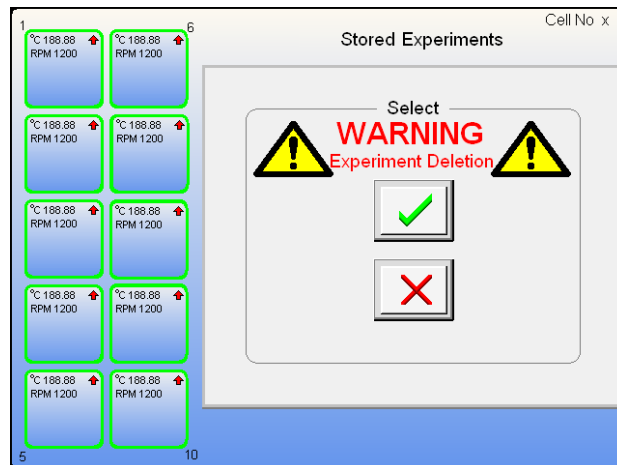 Cell No x
Stored Experiments
1
6
°C 188.88
RPM 1200
°C 188.88
RPM 1200
°C 188.88
RPM 1200
°C 188.88
RPM 1200
°C 188.88
RPM 1200
°C 188.88
RPM 1200
°C 188.88
RPM 1200
°C 188.88
RPM 1200
°C 188.88
RPM 1200
°C 188.88
RPM 1200
5
10
Select
WARNING
Experiment Deletion